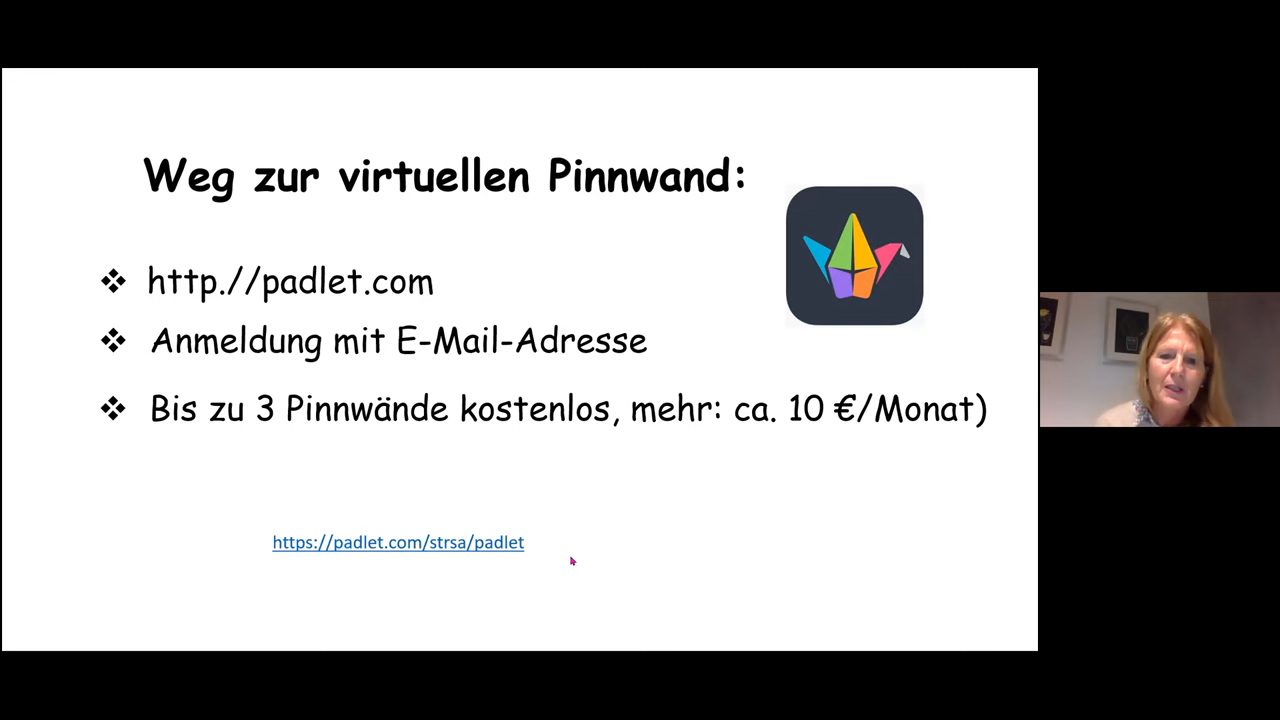 Weg zur virtuellen Pinnwand:
http.//padlet.com
Anmeldung mit E-Mail-Adresse
Bis zu 3 Pinnwände kostenlos, mehr: ca. 10 €/Monat)
https://padlet.com/strsa/padlet